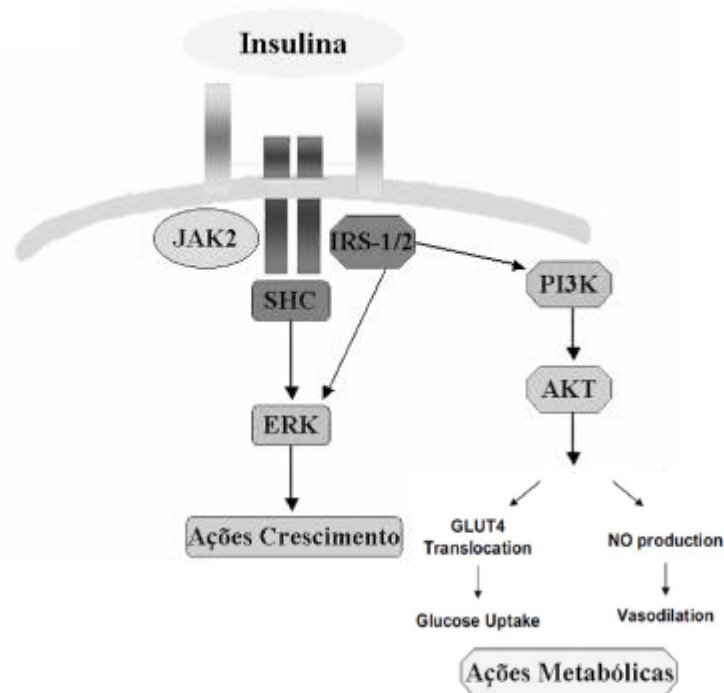 Insulina
JAK2
IRS-1/2
SHC
PI3K
AKT
ERK
Ações Crescimento
GLUT4
Translocation
NO production
Glucose Uptake
Vasodilation
Ações Metabólicas